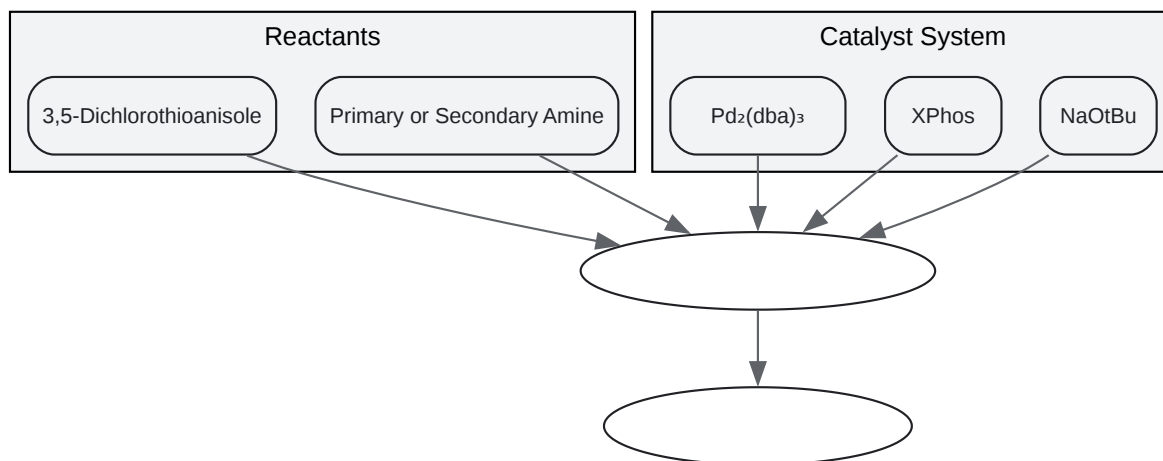 Reactants
Catalyst System
3,5-Dichlorothioanisole
Primary or Secondary Amine
Pd₂(dba)₃
XPhos
NaOtBu